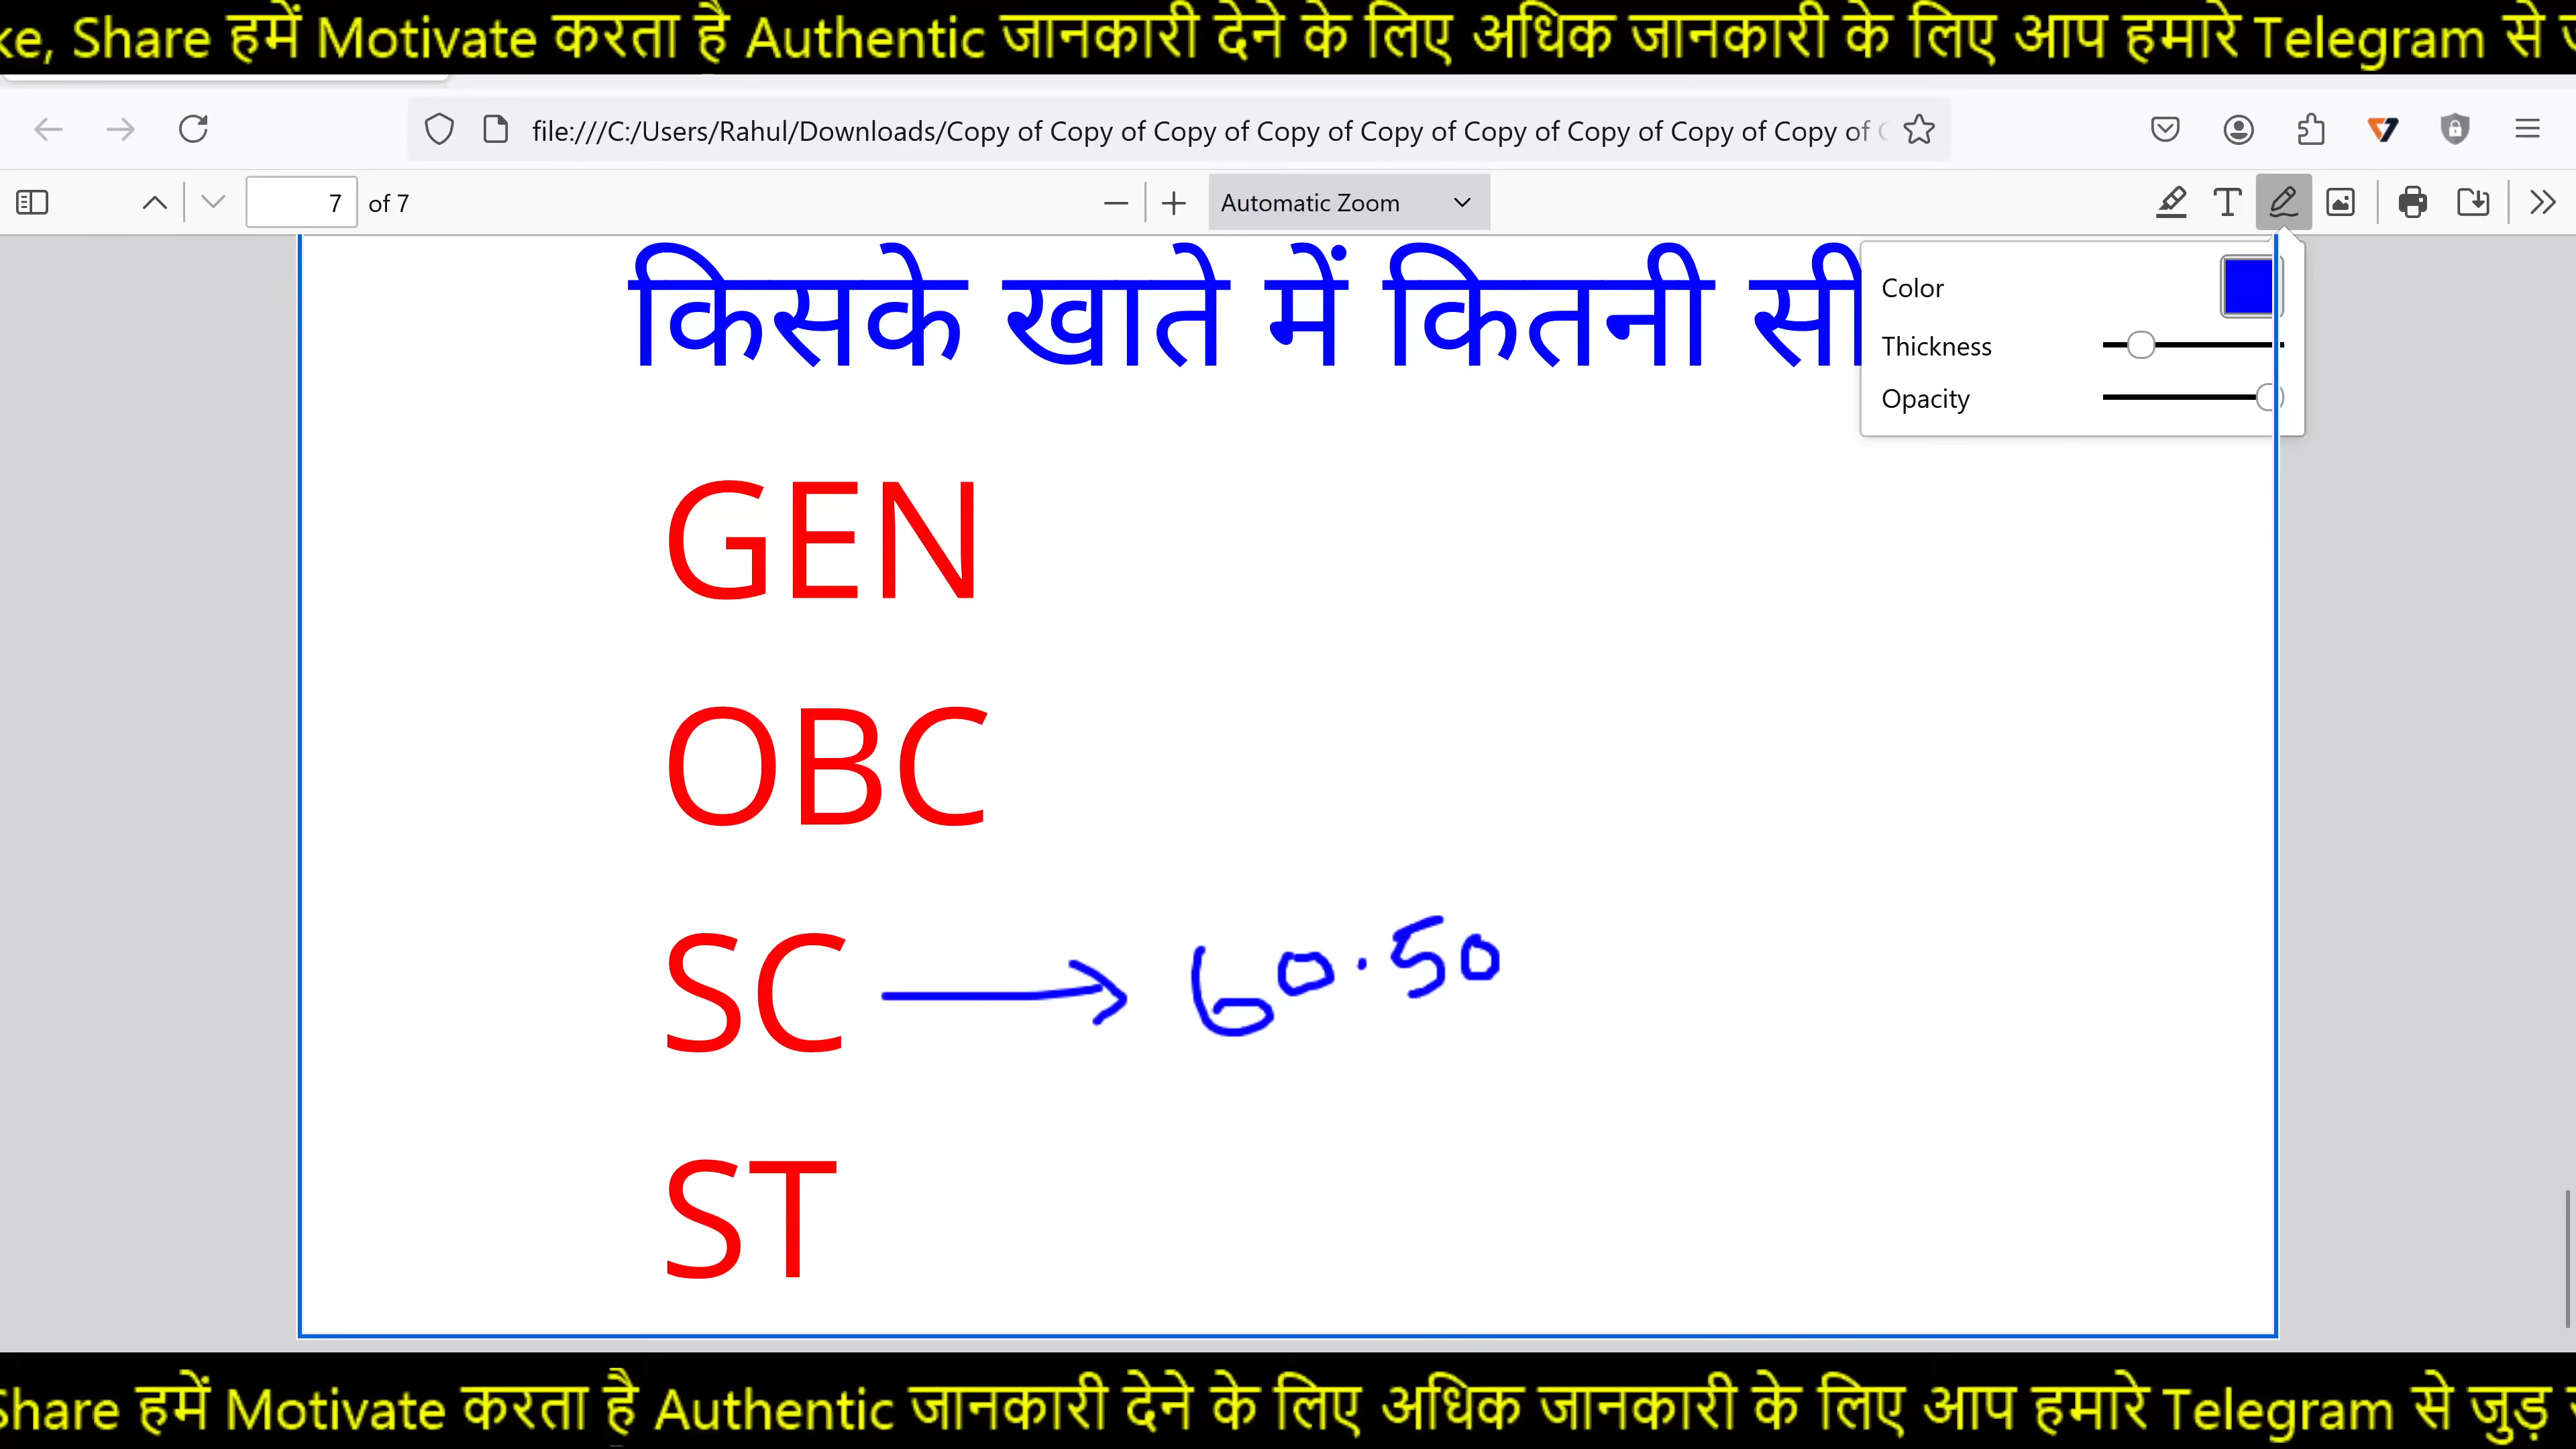 Share हमें Motivate करता है Authentic जानकारी देने के लिए अधिक जानकारी के लिए आप हमारे Telegram से
file:///C:/Users/Rahul/Downloads/Copy of Copy of Copy of Copy of Copy of Copy of Copy of Copy of Copy of
7 of 7
Automatic Zoom
किसके खाते में कितनी
Color
Thickness
Opacity
GEN
OBC
SC → 60.50
ST
Share हमें Motivate करता है Authentic जानकारी देने के लिए अधिक जानकारी के लिए आप हमारे Telegram से जुड़